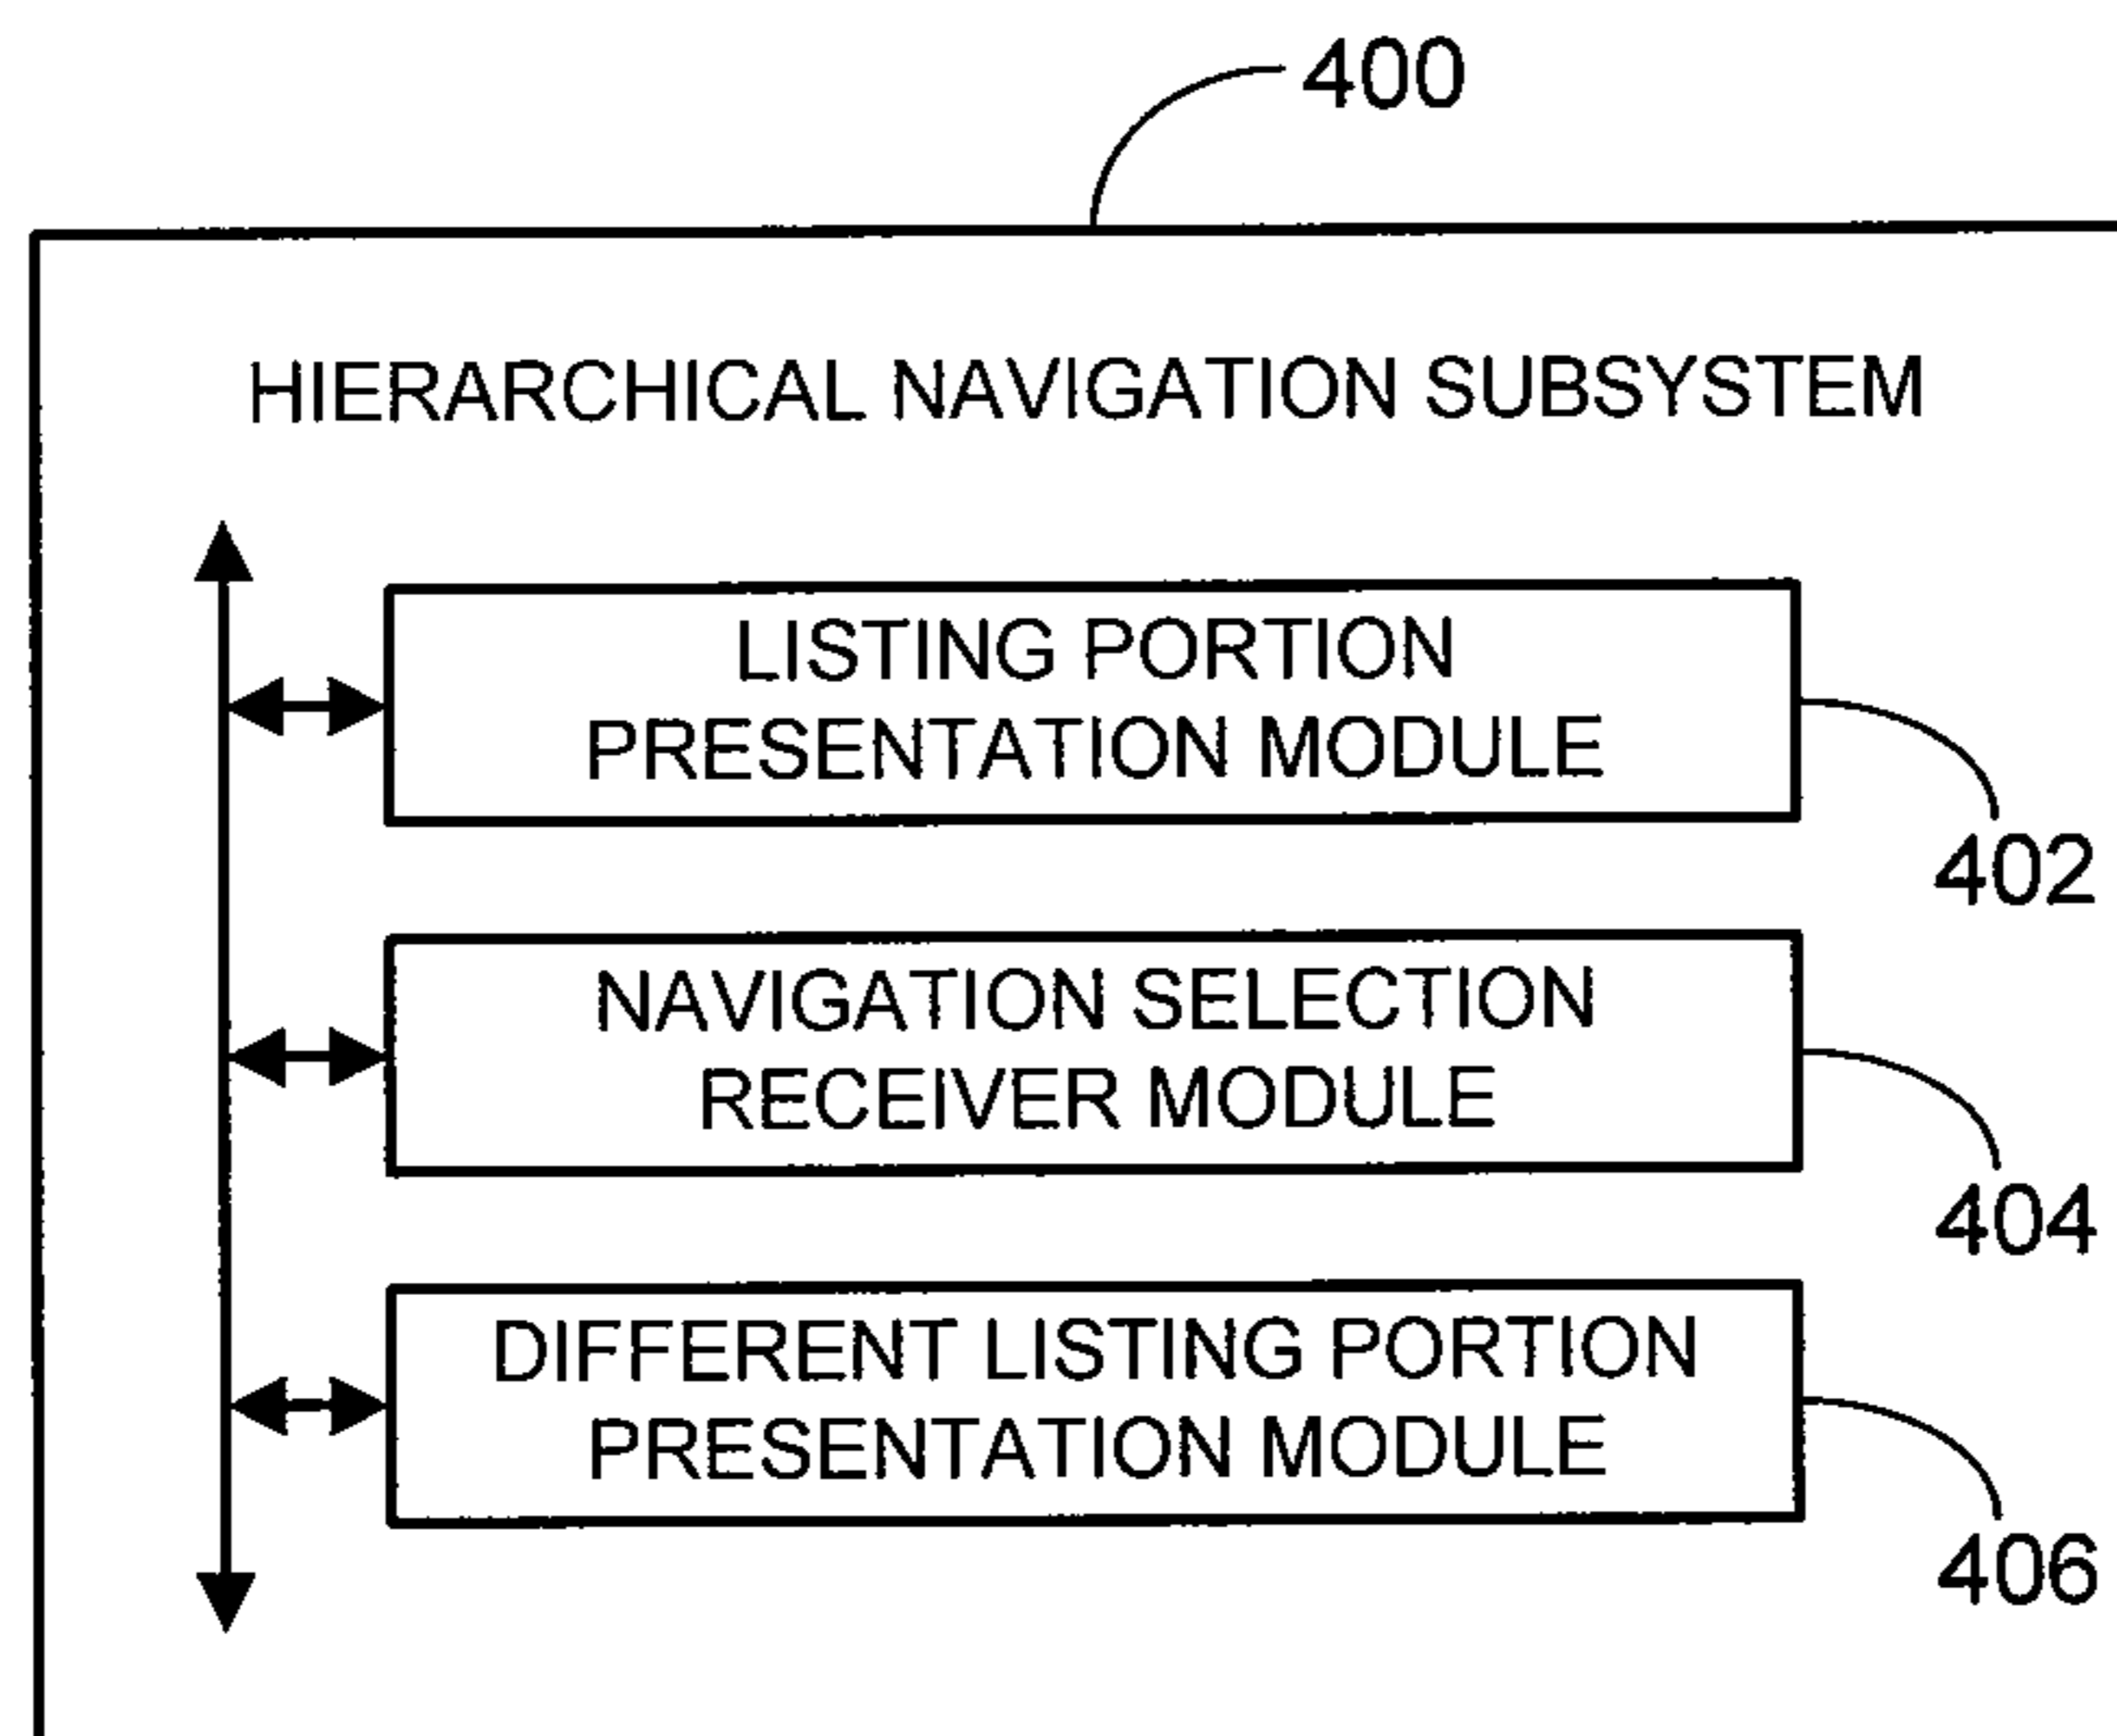 400
HIERARCHICAL NAVIGATION SUBSYSTEM
LISTING PORTION
PRESENTATION MODULE
402
NAVIGATION SELECTION
RECEIVER MODULE
404
DIFFERENT LISTING PORTION
PRESENTATION MODULE
406